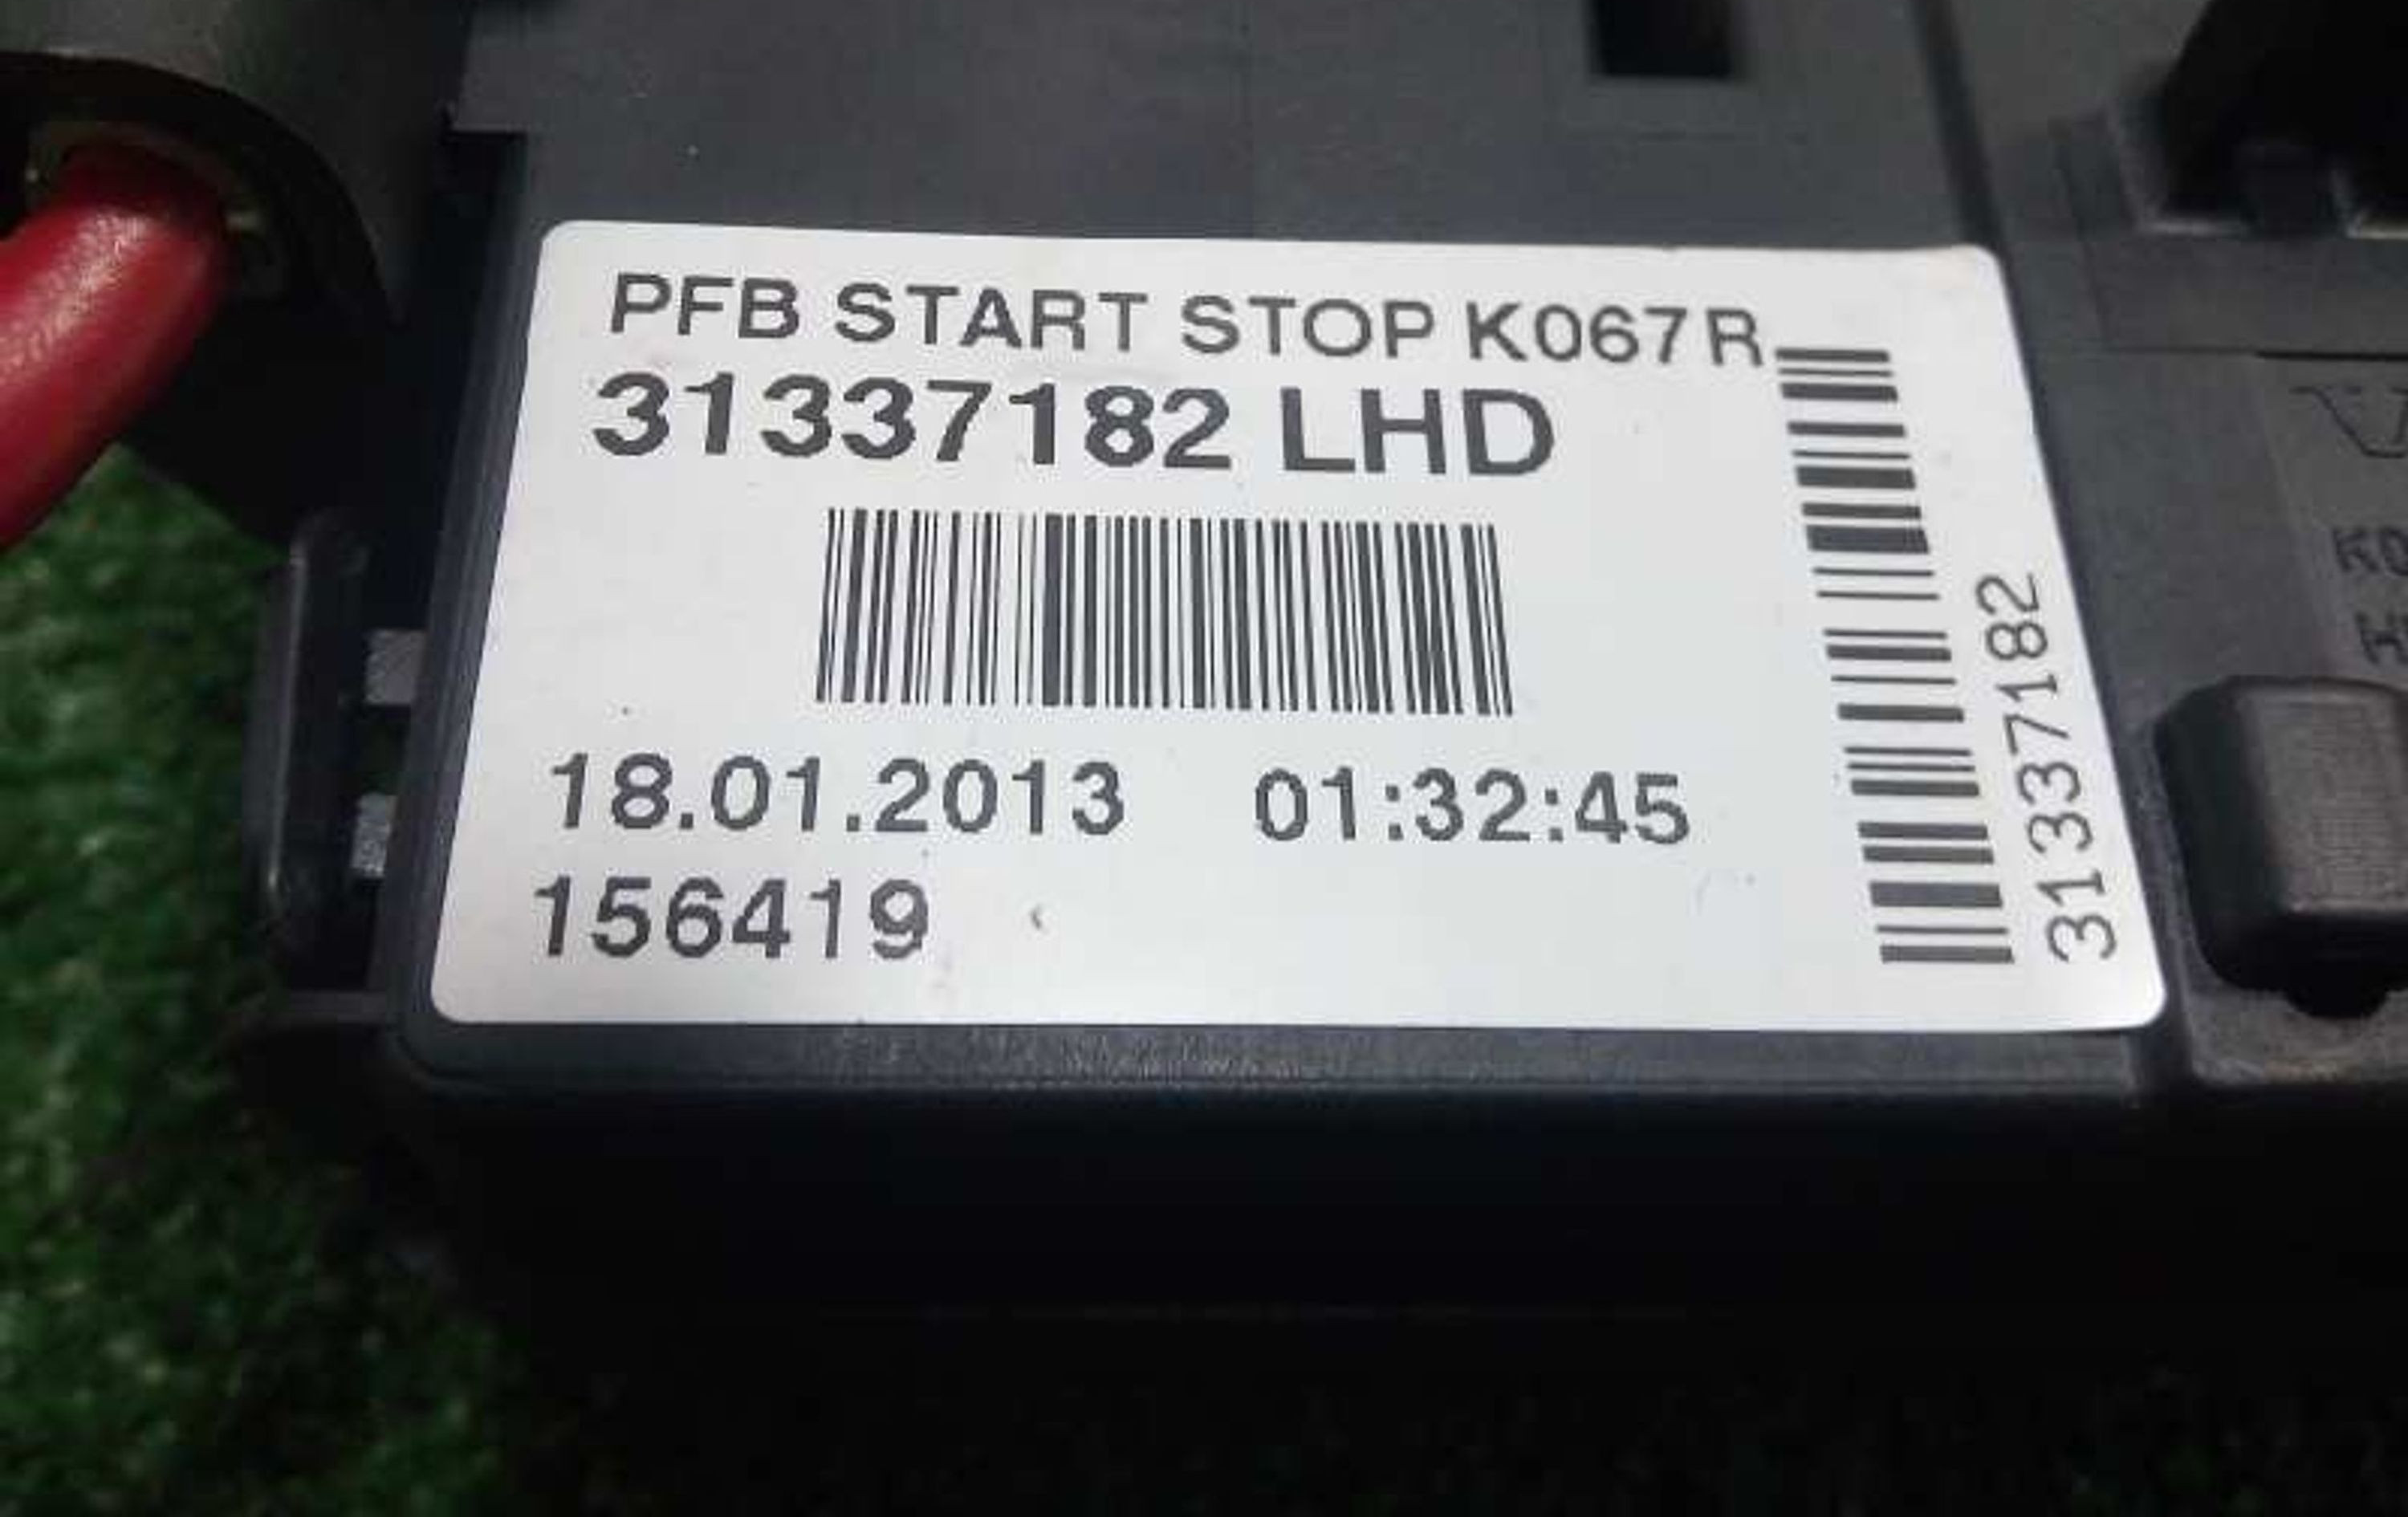 PFB START STOP K067R
31337182 LHD
18.01.2013 01:32:45
156419
31337182